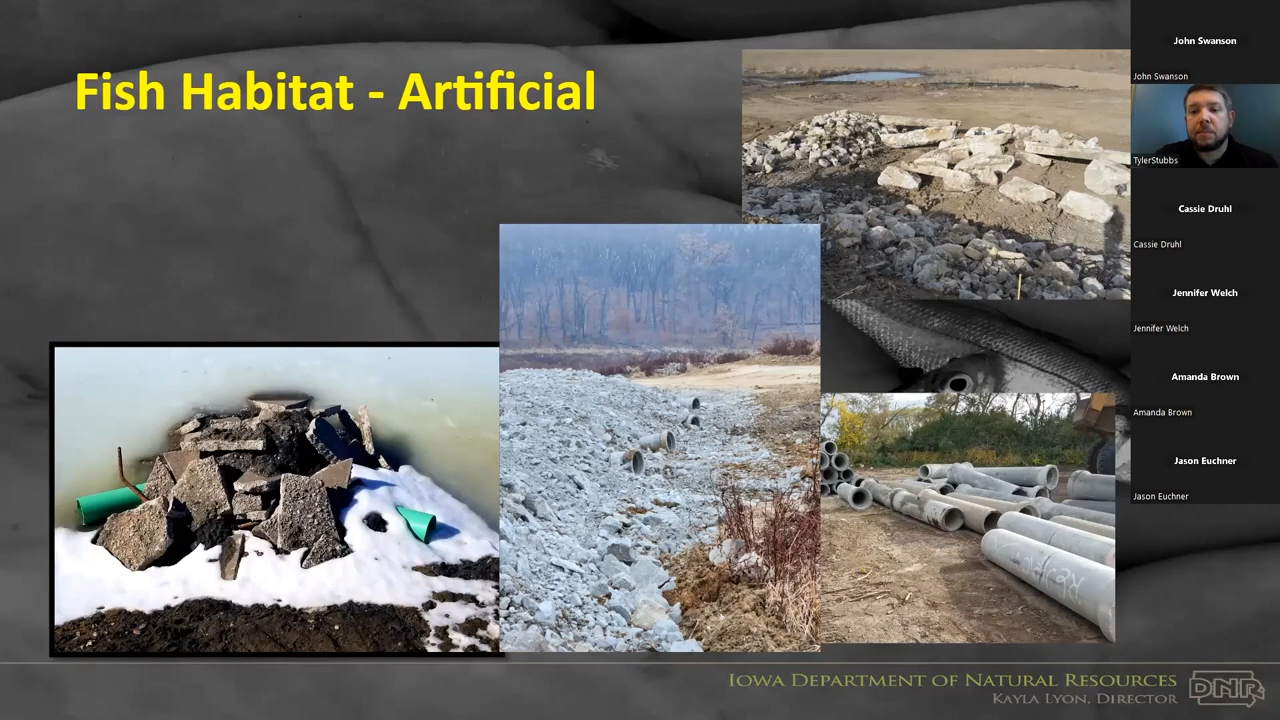 Fish Habitat - Artificial
John Swanson
John Swanson
TylerStubbs
Cassie Druhl
Cassie Druhl
Jennifer Welch
Jennifer Welch
Amanda Brown
Amanda Brown
Jason Euchner
Jason Euchner
Iowa Department of Natural Resources
Kayla Lyon, Director
DNR